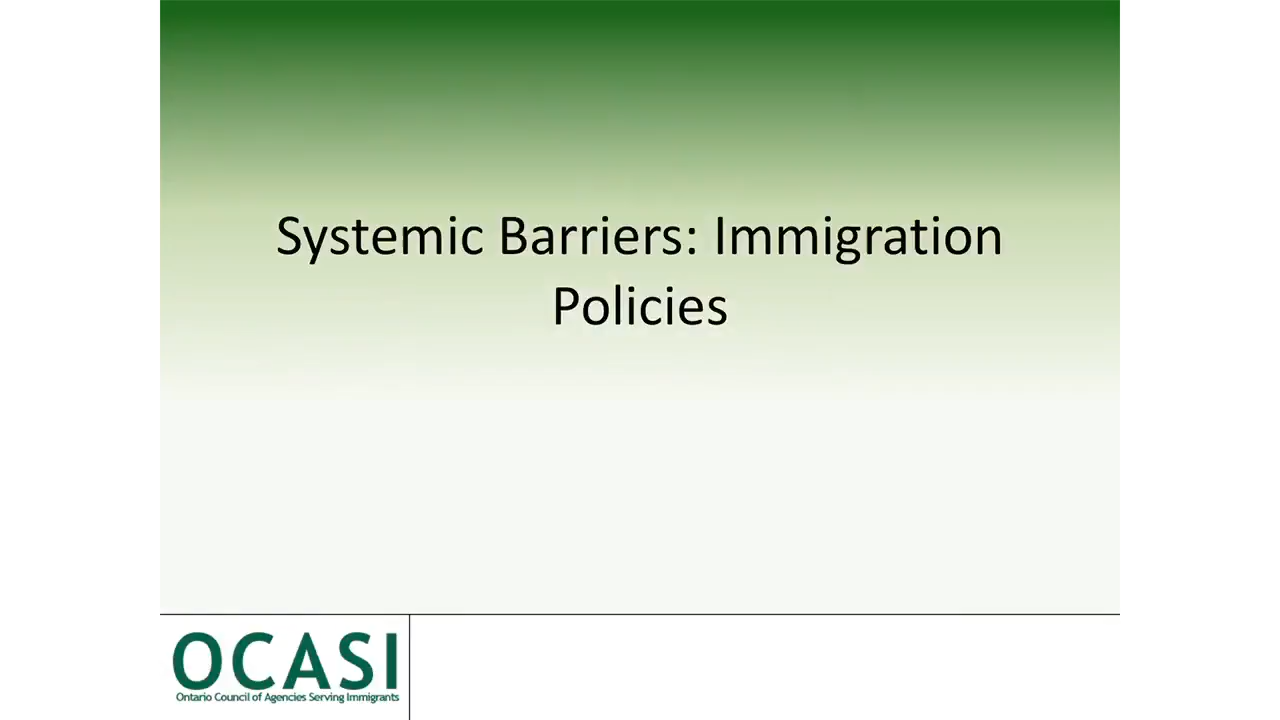 Systemic Barriers: Immigration
Policies
OCASI
Ontario Council of Agencies Serving Immigrants